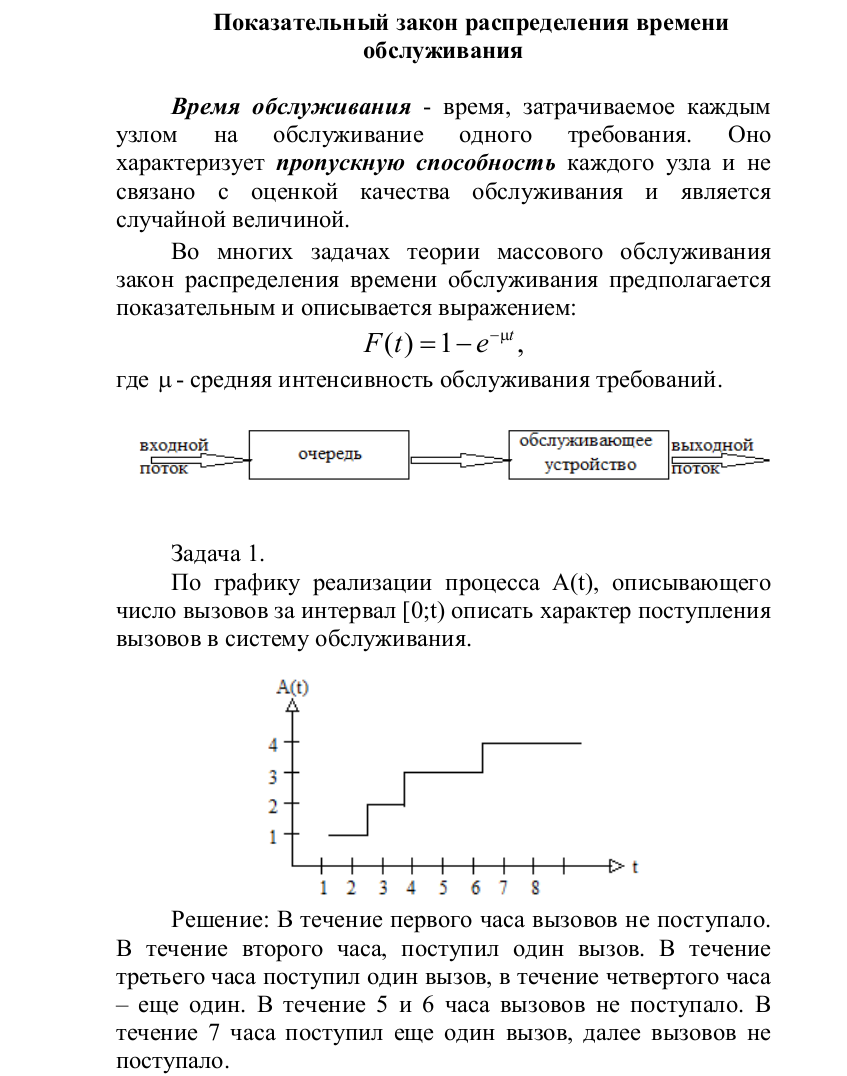 Показательный закон распределения времени
обслуживания
Время обслуживания - время, затрачиваемое каждым
узлом на обслуживание одного требования. Оно
характеризует пропускную способность каждого узла и не
связано с оценкой качества обслуживания и является
случайной величиной.
Во многих задачах теории массового обслуживания
закон распределения времени обслуживания предполагается
показательным и описывается выражением:
F(t) = 1 − e^{−μt},
где μ - средняя интенсивность обслуживания требований.
входной поток
очередь
обслуживающее
устройство
выходной
поток
Задача 1.
По графику реализации процесса A(t), описывающего
число вызовов за интервал [0;t) описать характер поступления
вызовов в систему обслуживания.
A(t)
4
3
2
1
t
1 2 3 4 5 6 7 8
Решение: В течение первого часа вызовов не поступало.
В течение второго часа, поступил один вызов. В течение
третьего часа поступил один вызов, в течение четвертого часа
– еще один. В течение 5 и 6 часа вызовов не поступало. В
течение 7 часа поступил еще один вызов, далее вызовов не
поступало.